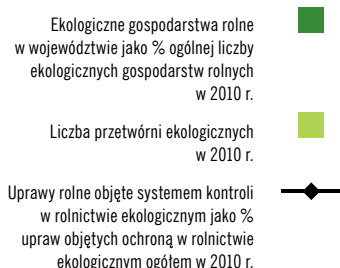 Ekologiczne gospodarstwa rolne
w województwie jako % ogólnej liczby
ekologicznych gospodarstw rolnych
w 2010 r.
Liczba przetwórni ekologicznych
w 2010 r.
Uprawy rolne objęte systemem kontroli
w rolnictwie ekologicznym jako %
upraw objętych ochroną w rolnictwie
ekologicznym ogółem w 2010 r.